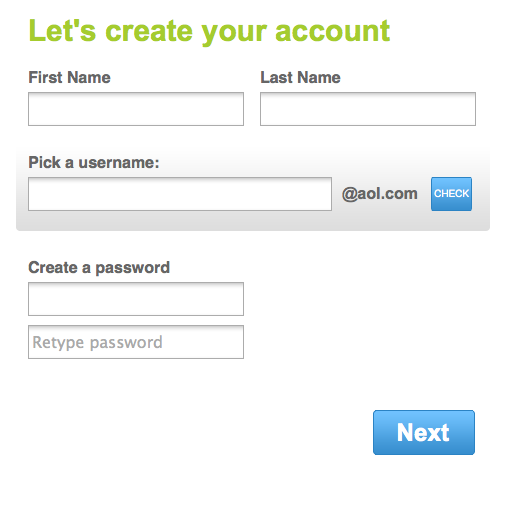 Let's create your account
First Name Last Name
Pick a username:
@aol.com CHECK
Create a password
Retype password
Next